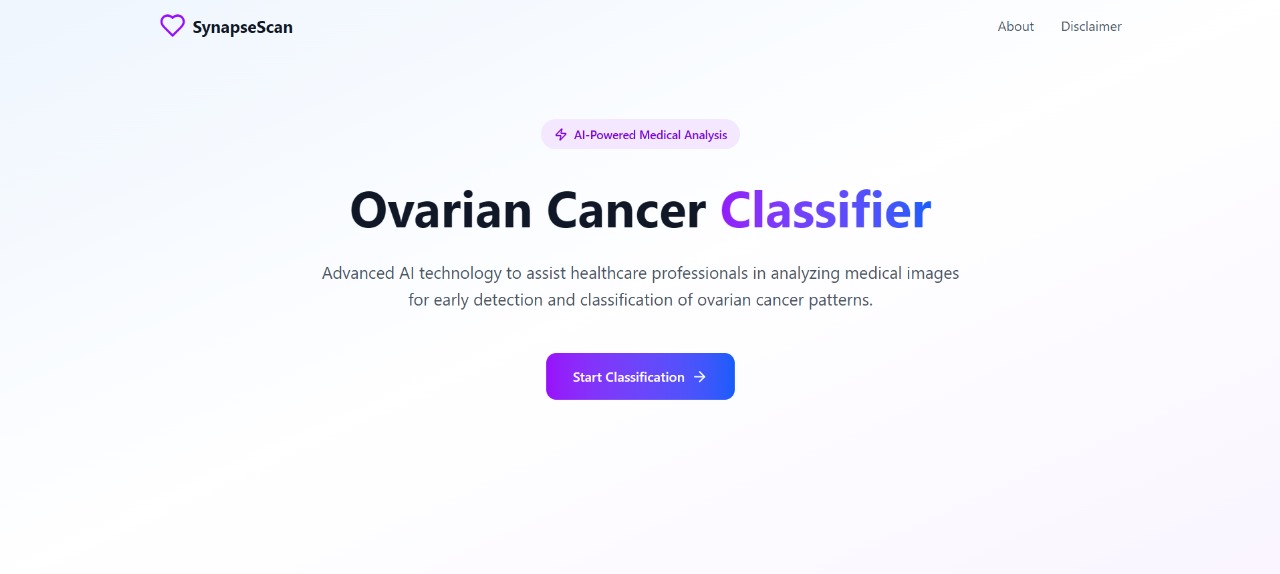 SynapseScan
About
Disclaimer
AI-Powered Medical Analysis
Ovarian Cancer Classifier
Advanced AI technology to assist healthcare professionals in analyzing medical images
for early detection and classification of ovarian cancer patterns.
Start Classification